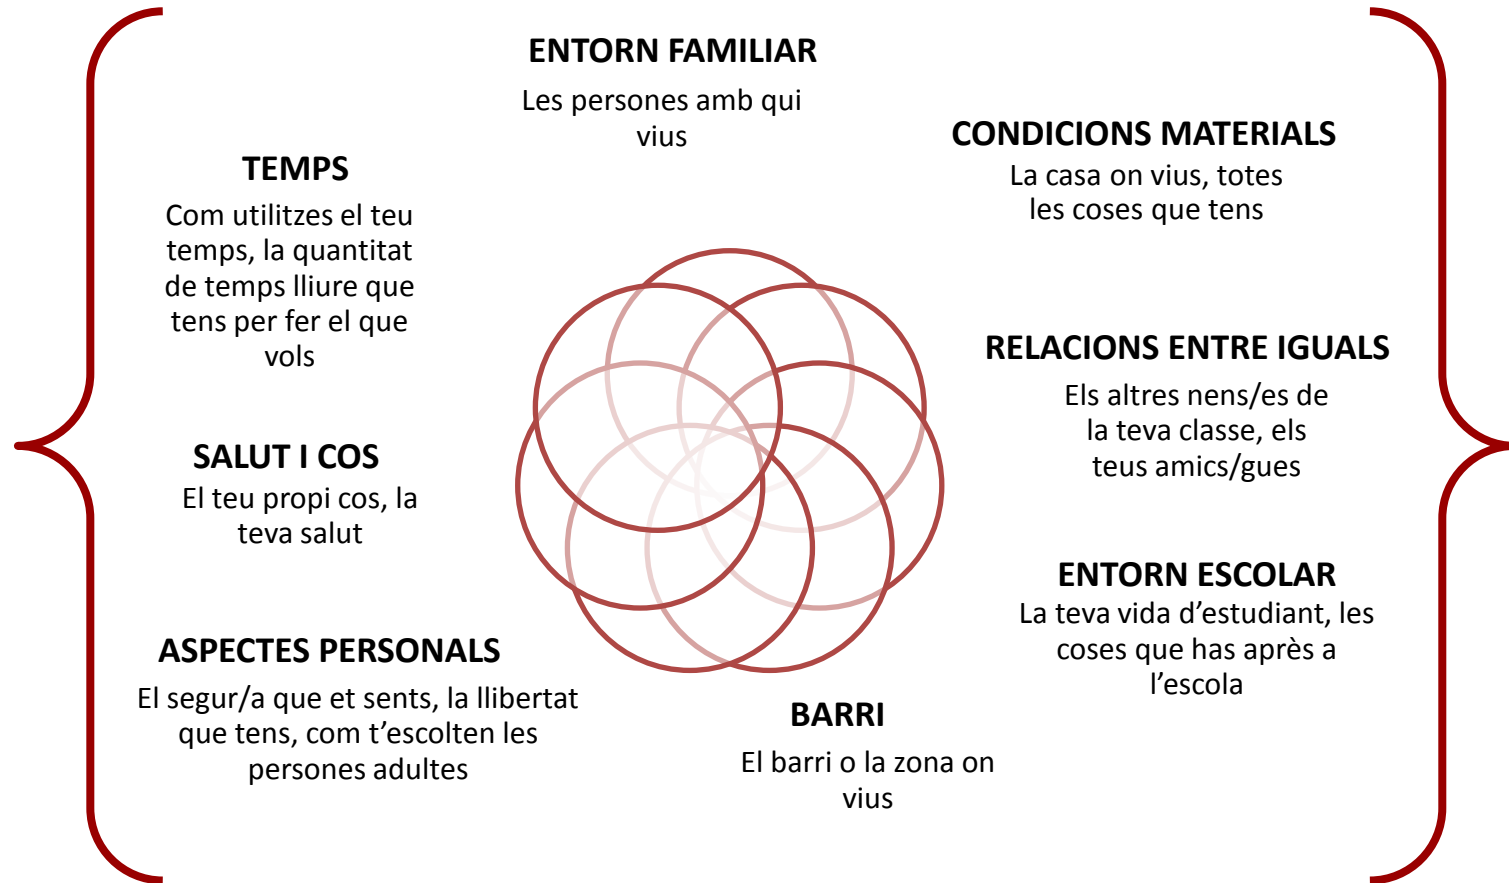 ENTORN FAMILIAR
Les persones amb qui
vius
CONDICIONS MATERIALS
La casa on vius, totes
les coses que tens
RELACIONS ENTRE IGUALS
Els altres nens/es de
la teva classe, els
teus amics/gues
ENTORN ESCOLAR
La teva vida d’estudiant, les
coses que has après a
l’escola
BARRI
El barri o la zona on
vius
ASPECTES PERSONALS
El segur/a que et sents, la llibertat
que tens, com t’escolten les
persones adultes
SALUT I COS
El teu propi cos, la
teva salut
TEMPS
Com utilitzes el teu
temps, la quantitat
de temps lliure que
tens per fer el que
vols